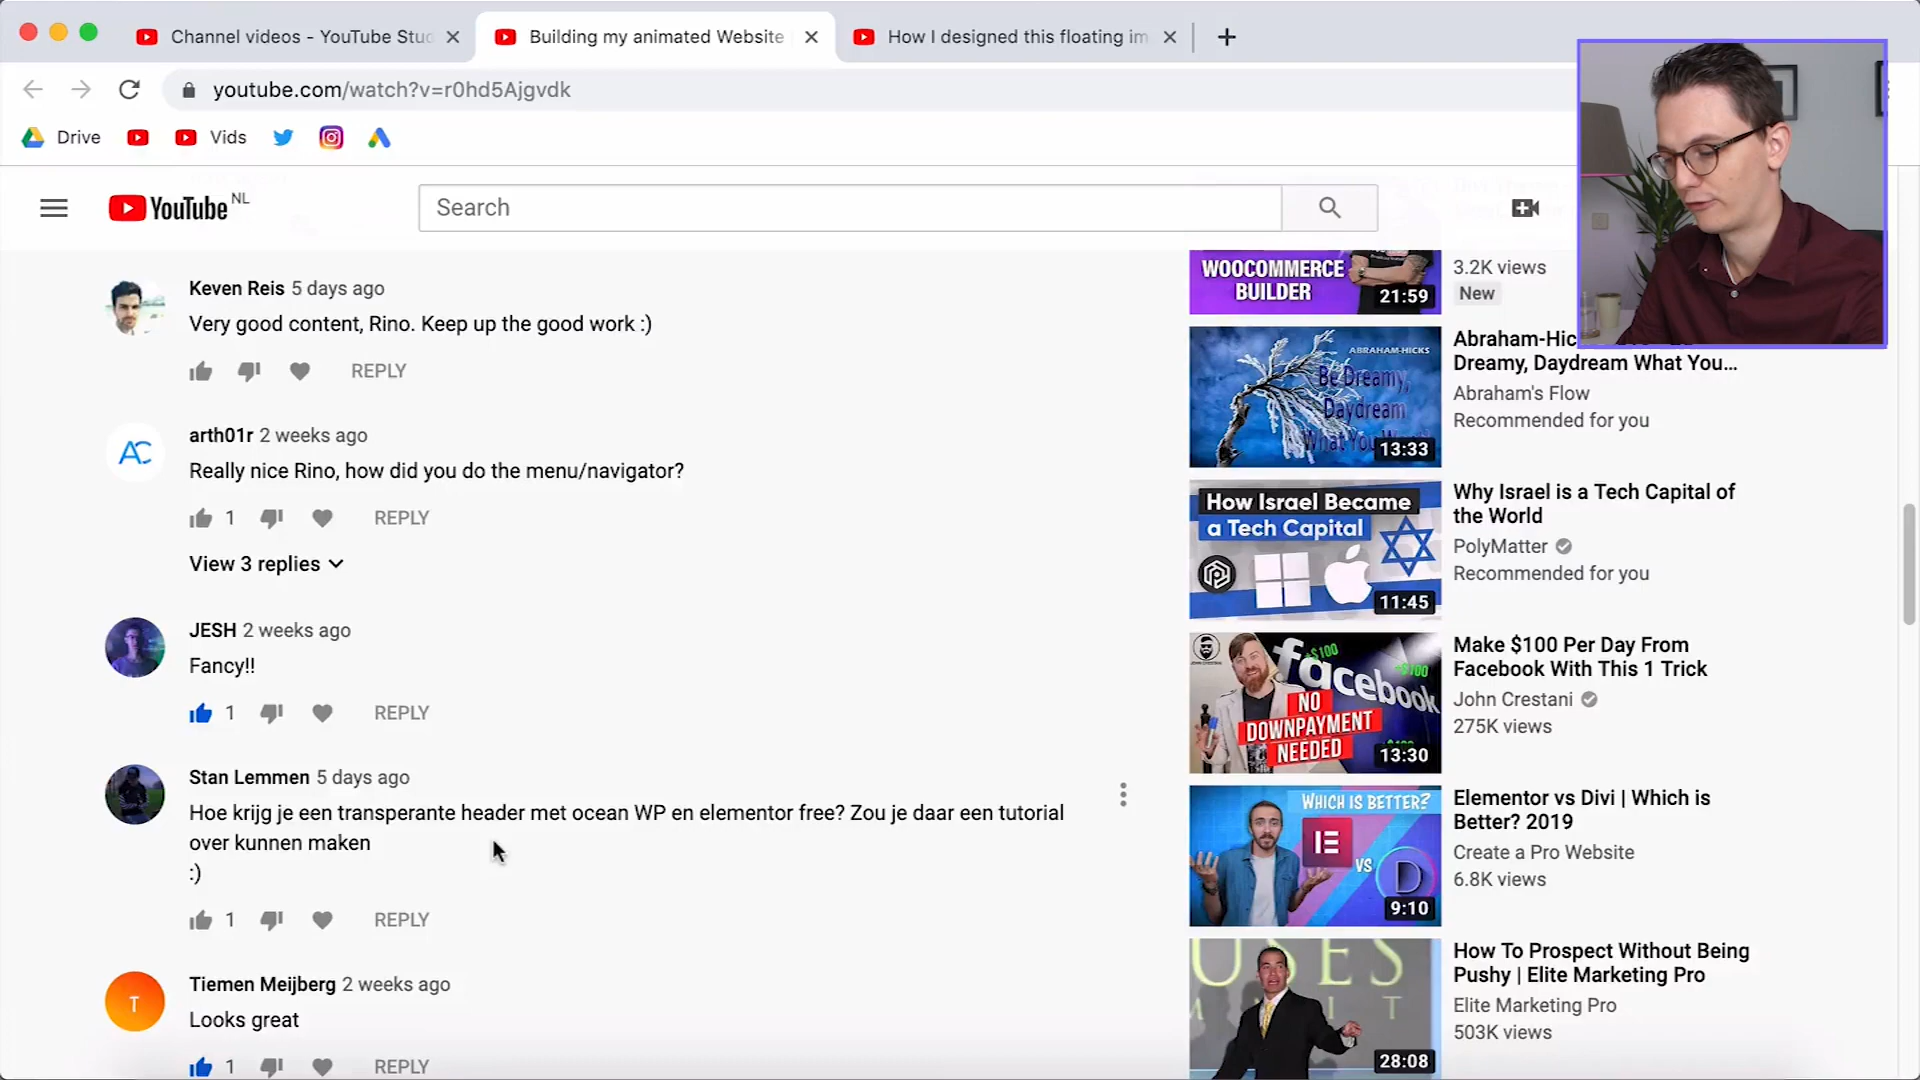 Channel videos - YouTube Stu
Building my animated Website
How I designed this floating im
youtube.com/watch?v=r0hd5Ajgvdk
Drive
Vids
YouTube NL
Search
Keven Reis 5 days ago
Very good content, Rino. Keep up the good work :)
REPLY
arth01r 2 weeks ago
Really nice Rino, how did you do the menu/navigator?
1 REPLY
View 3 replies
JESH 2 weeks ago
Fancy!!
1 REPLY
Stan Lemmen 5 days ago
Hoe krijg je een transperante header met ocean WP en elementor free? Zou je daar een tutorial
over kunnen maken
:)
1 REPLY
T
Tiemen Meijberg 2 weeks ago
Looks great
1 REPLY
WOOCOMMERCE
BUILDER
21:59
3.2K views
New
ABRAHAM-HICKS
Be Dreamy,
Daydream
What You
13:33
Abraham-Hic
Dreamy, Daydream What You...
Abraham's Flow
Recommended for you
How Israel Became
a Tech Capital
11:45
Why Israel is a Tech Capital of
the World
PolyMatter
Recommended for you
+$100
facebook
NO
DOWNPAYMENT
NEEDED
13:30
Make $100 Per Day From
Facebook With This 1 Trick
John Crestani
275K views
WHICH IS BETTER?
VS
D
9:10
Elementor vs Divi | Which is
Better? 2019
Create a Pro Website
6.8K views
USES
28:08
How To Prospect Without Being
Pushy | Elite Marketing Pro
Elite Marketing Pro
503K views